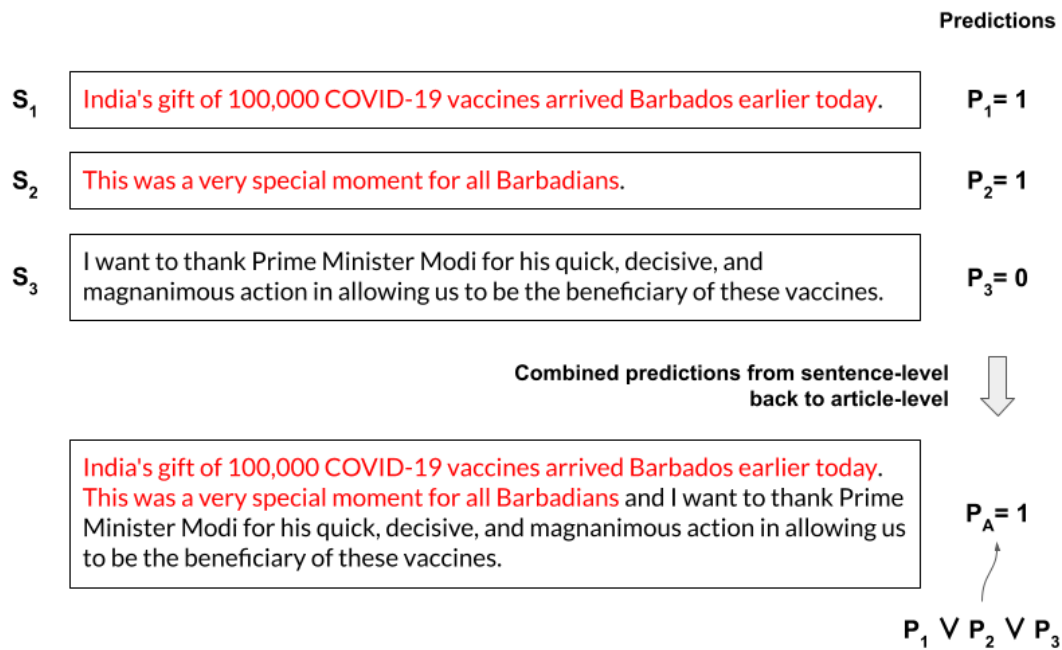 Predictions
S₁ India's gift of 100,000 COVID-19 vaccines arrived Barbados earlier today. P₁= 1
S₂ This was a very special moment for all Barbadians. P₂= 1
S₃ I want to thank Prime Minister Modi for his quick, decisive, and
magnanimous action in allowing us to be the beneficiary of these vaccines. P₃= 0
Combined predictions from sentence-level
back to article-level
India's gift of 100,000 COVID-19 vaccines arrived Barbados earlier today.
This was a very special moment for all Barbadians and I want to thank Prime
Minister Modi for his quick, decisive, and magnanimous action in allowing us
to be the beneficiary of these vaccines.
P_A= 1
P₁ ∨ P₂ ∨ P₃